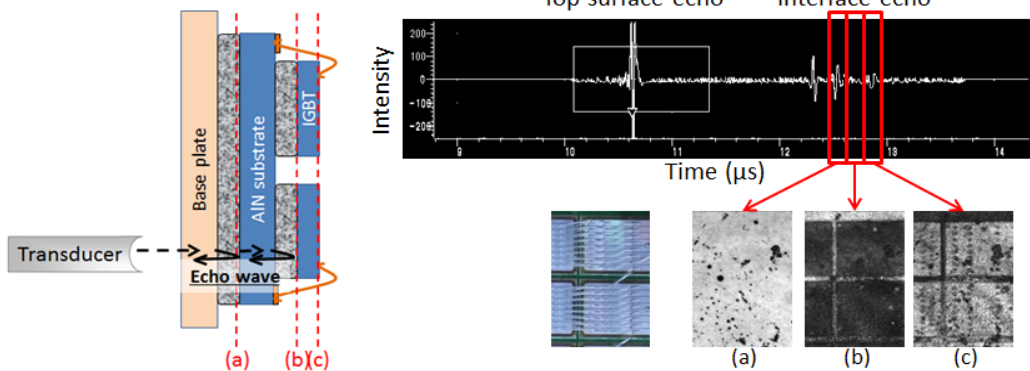 Top surface echo
Interface echo
Intensity
200
100
0
-100
-200
9
10
11
12
13
14
Time (μs)
Base plate
AlN substrate
IGBT
Transducer
Echo wave
(a)
(b)
(c)
(a)
(b)
(c)